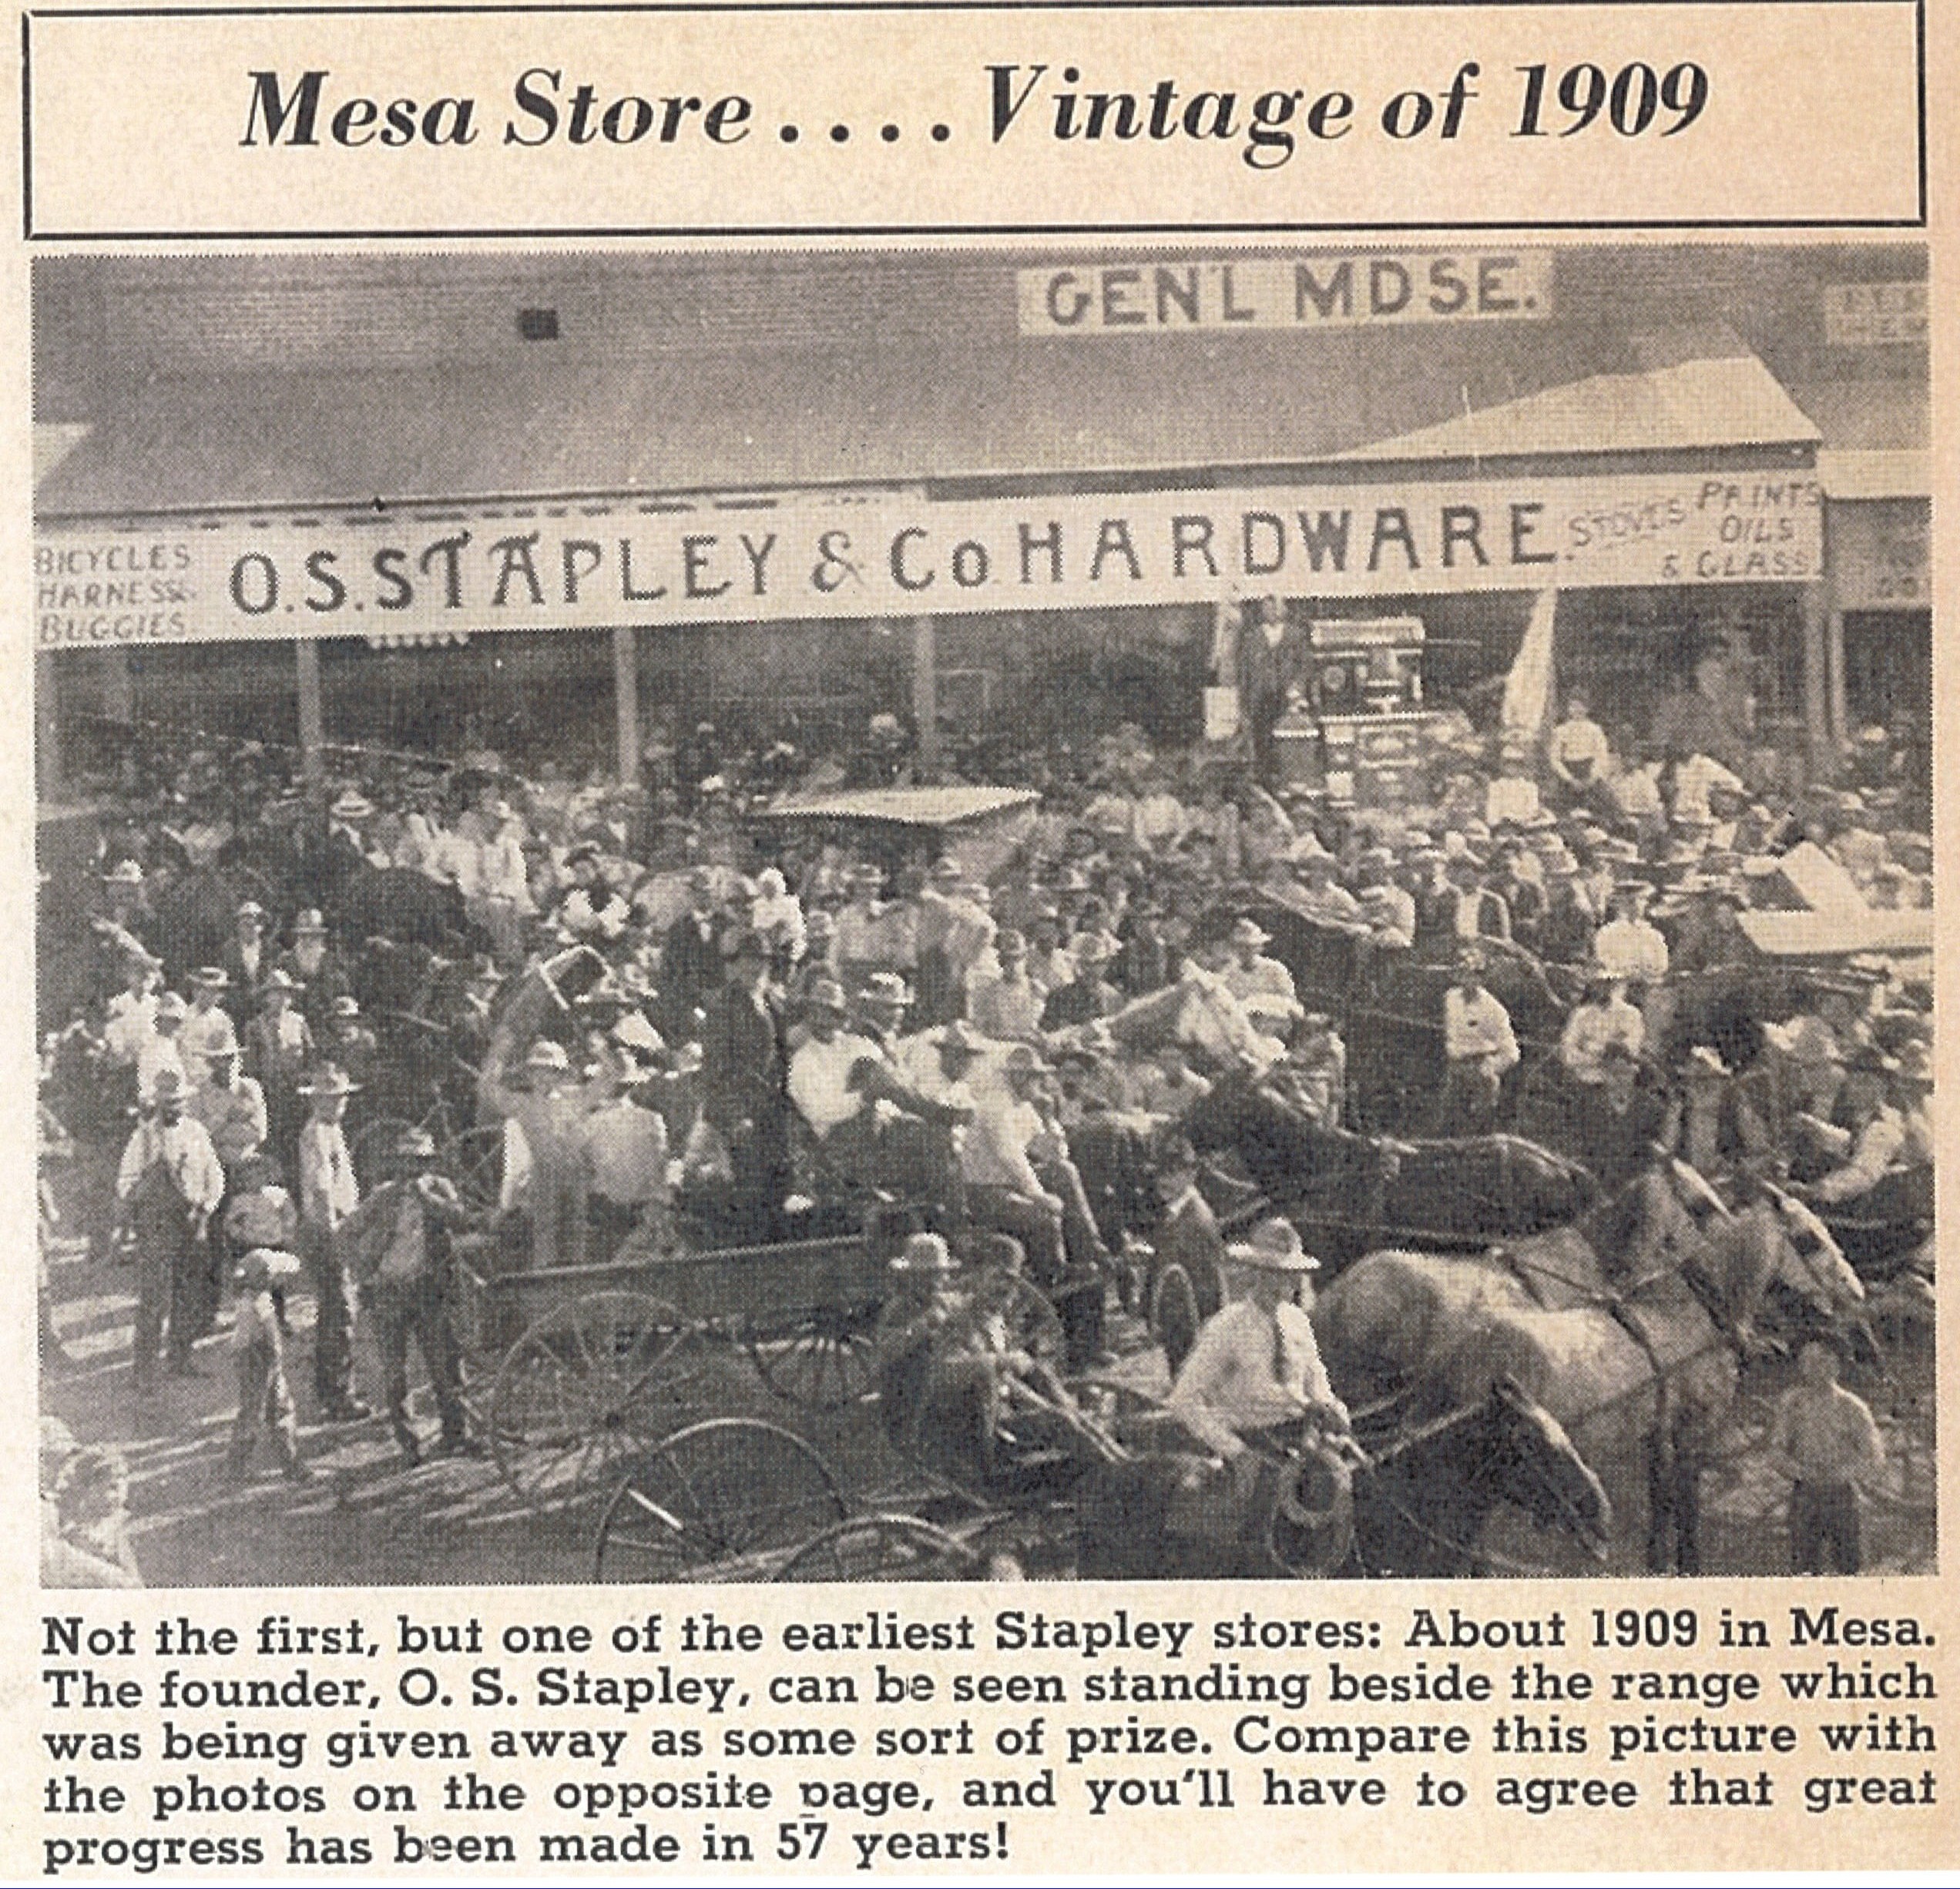 Mesa Store .... Vintage of 1909
GEN'L MDSE.
BICYCLES
HARNESS &
BUGGIES
O.S. STAPLEY & Co HARDWARE.
STOVES
PAINTS
OILS
& GLASS
Not the first, but one of the earliest Stapley stores: About 1909 in Mesa.
The founder, O. S. Stapley, can be seen standing beside the range which
was being given away as some sort of prize. Compare this picture with
the photos on the opposite page, and you'll have to agree that great
progress has been made in 57 years!